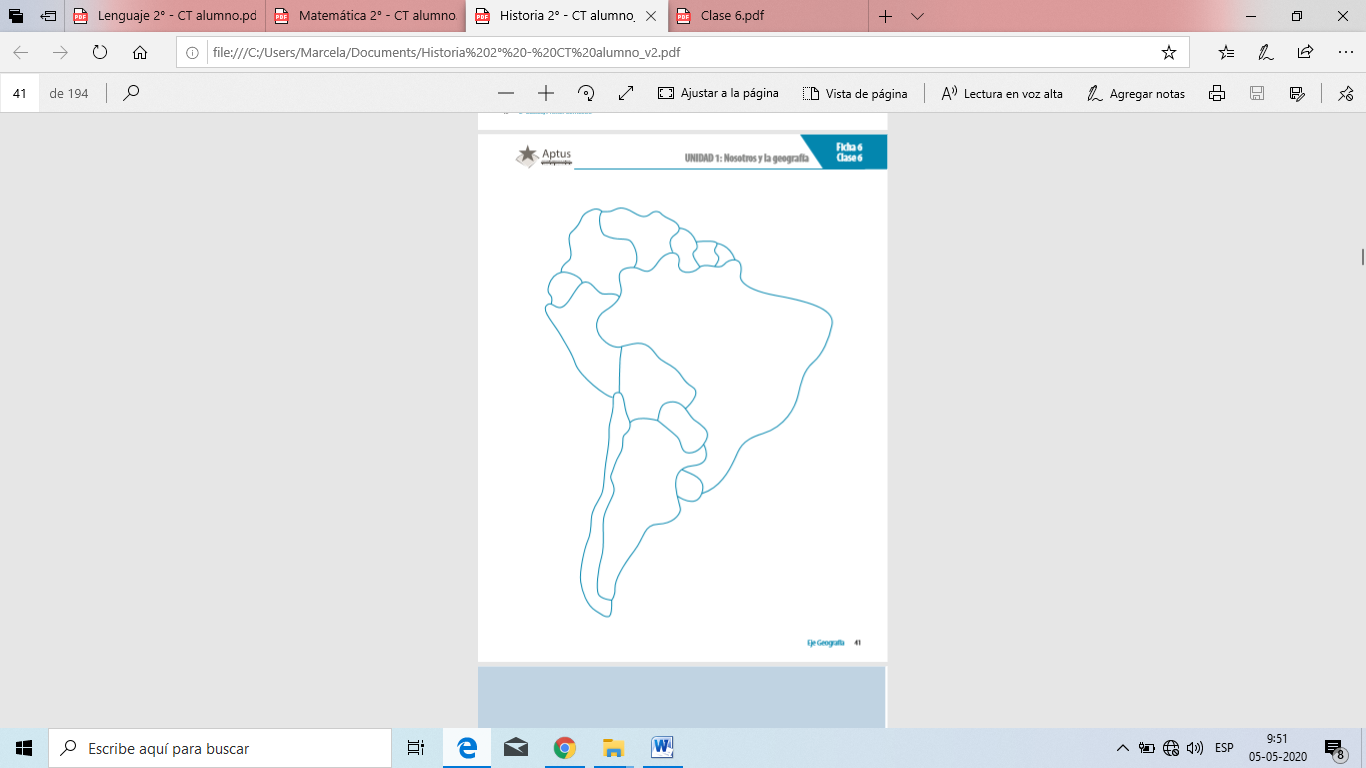 Lenguaje 2° - CT alumno.pd
Matemática 2° - CT alumno.
Historia 2° - CT alumno_
Clase 6.pdf
file:///C:/Users/Marcela/Documents/Historia%202°%20-%20CT%20alumno_v2.pdf
41 de 194
Ajustar a la página
Vista de página
Lectura en voz alta
Agregar notas
Aptus
UNIDAD 1: Nosotros y la geografía
Ficha 6
Clase 6
Eje Geografía 41
Escribe aquí para buscar
ESP
9:51
05-05-2020
8